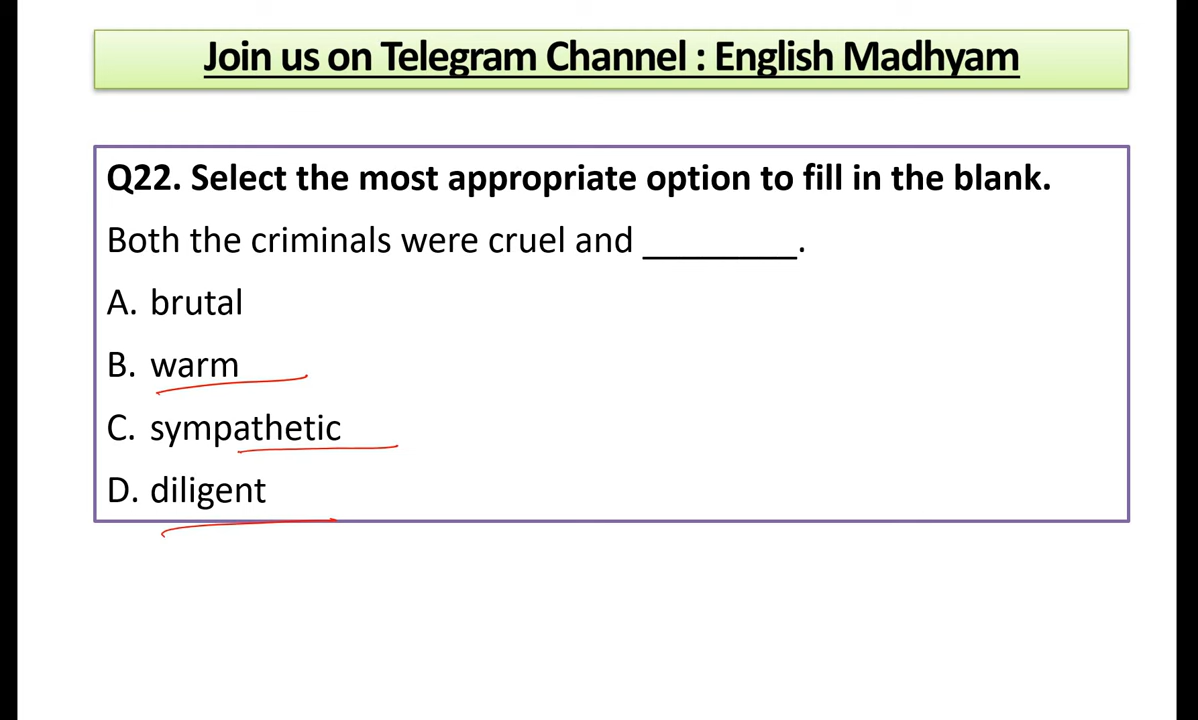 Join us on Telegram Channel : English Madhyam
Q22. Select the most appropriate option to fill in the blank.
Both the criminals were cruel and ________.
A. brutal
B. warm
C. sympathetic
D. diligent